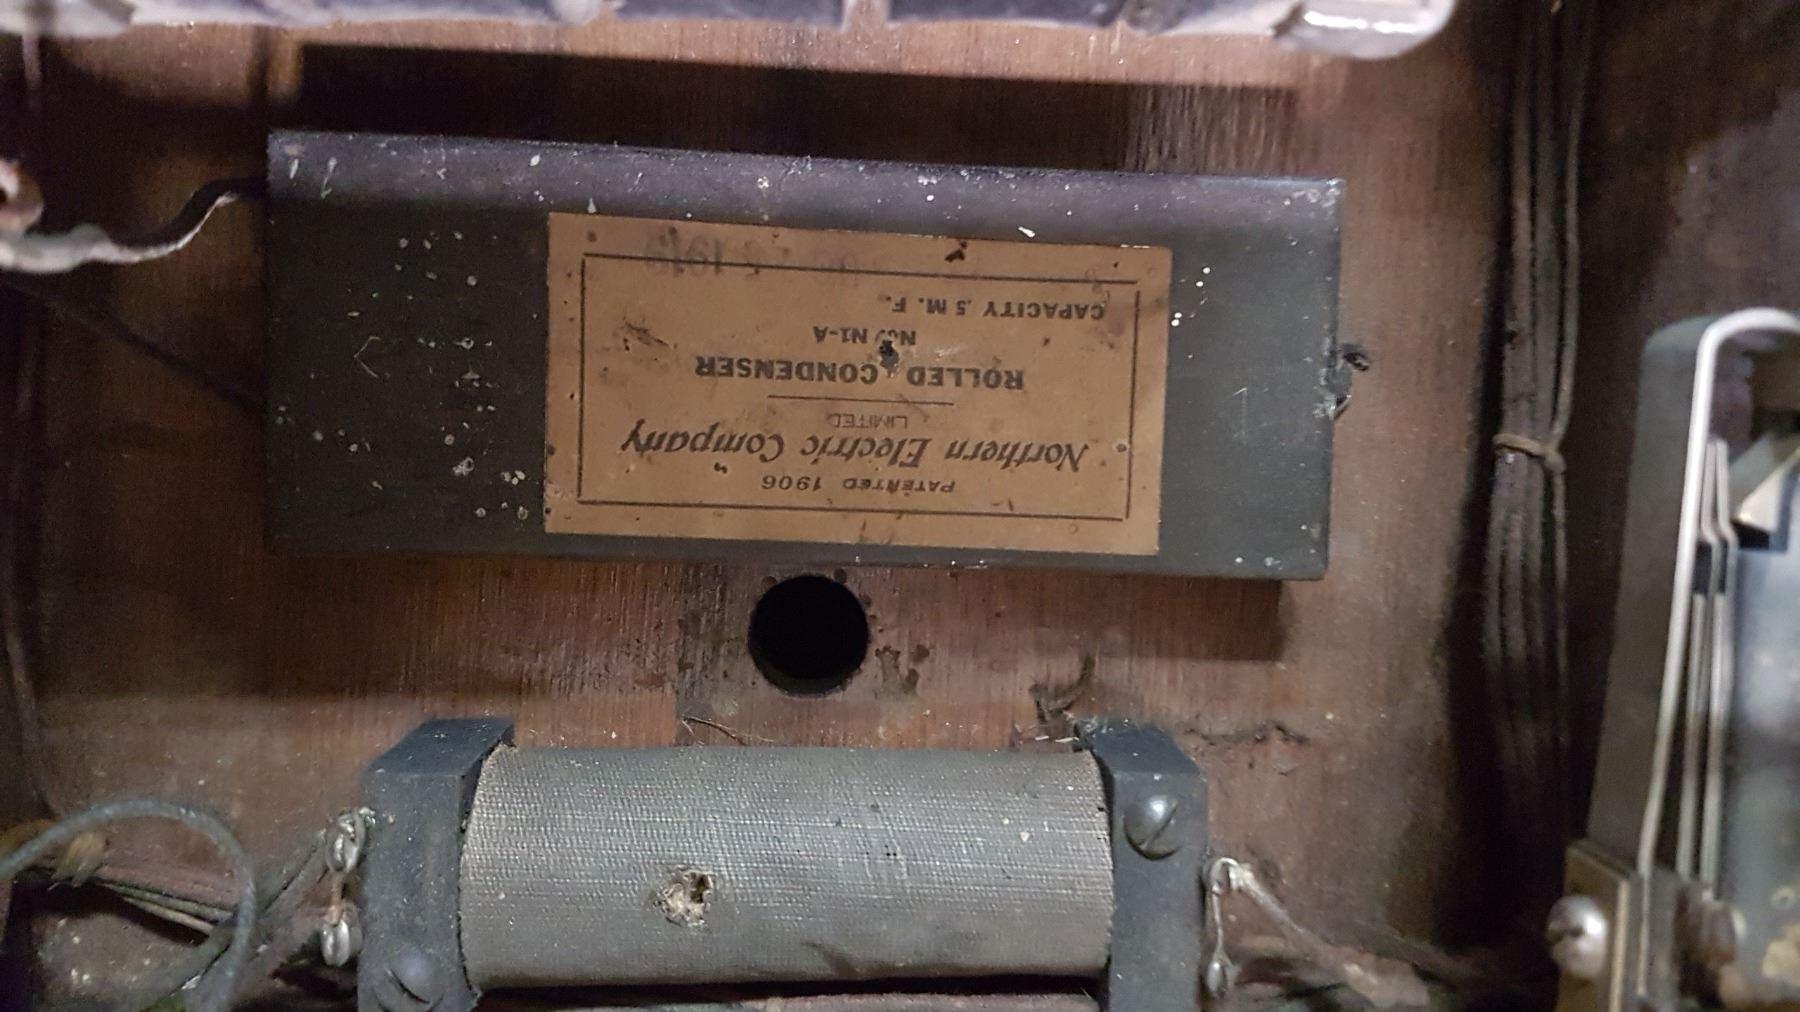 PATENTED 1906
Northern Electric Company
LIMITED
ROLLED CONDENSER
No. N1-A
CAPACITY .5 M. F.